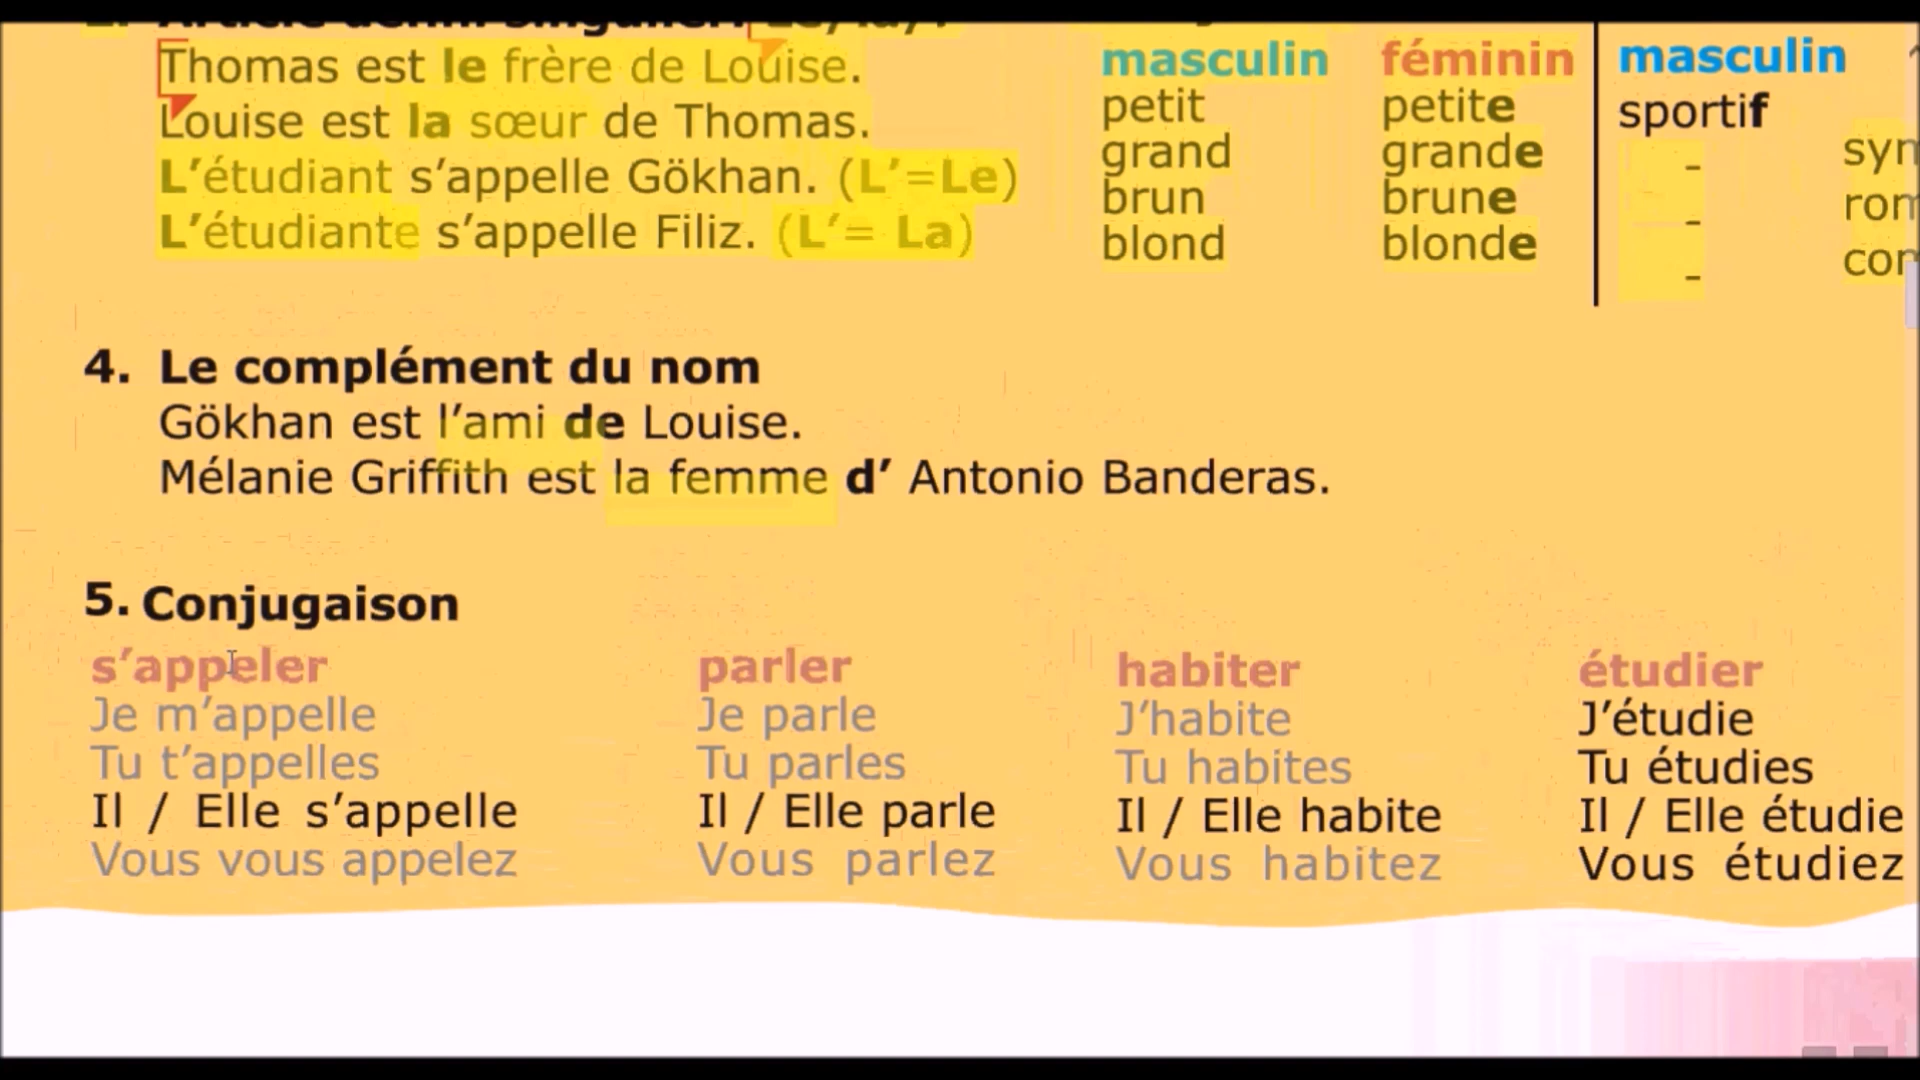 Thomas est le frère de Louise.
Louise est la sœur de Thomas.
L'étudiant s'appelle Gökhan. (L'=Le)
L'étudiante s'appelle Filiz. (L'= La)
masculin féminin
petit petite
grand grande
brun brune
blond blonde
masculin
sportif
-
-
-
4. Le complément du nom
Gökhan est l'ami de Louise.
Mélanie Griffith est la femme d' Antonio Banderas.
5. Conjugaison
s'appeler
Je m'appelle
Tu t'appelles
Il / Elle s'appelle
Vous vous appelez
parler
Je parle
Tu parles
Il / Elle parle
Vous parlez
habiter
J'habite
Tu habites
Il / Elle habite
Vous habitez
étudier
J'étudie
Tu étudies
Il / Elle étudie
Vous étudiez